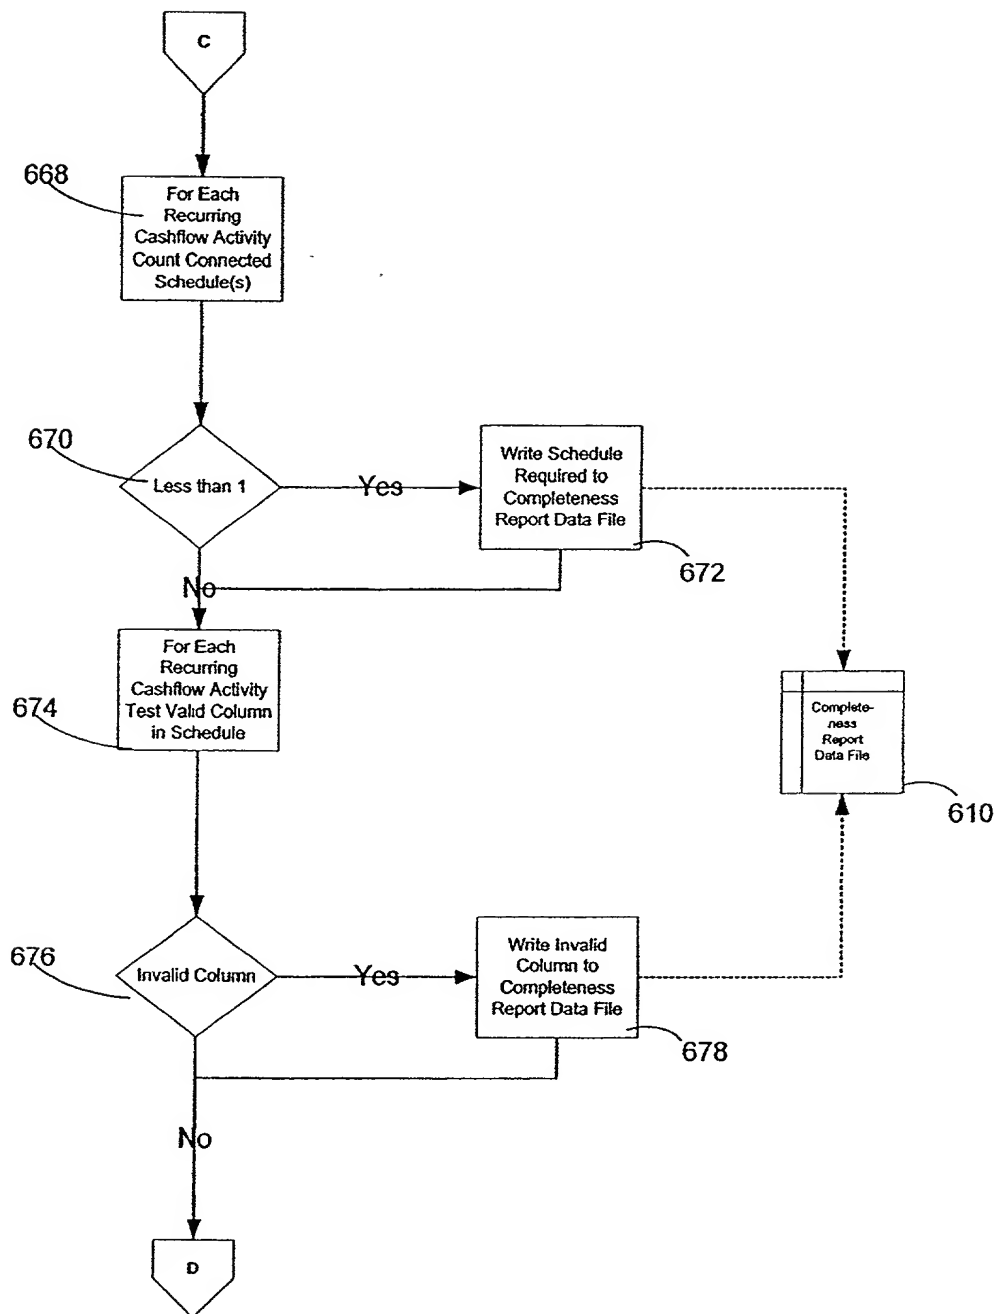 C
668
For Each
Recurring
Cashflow Activity
Count Connected
Schedule(s)
670
Less than 1
Yes
Write Schedule
Required to
Completeness
Report Data File
672
No
For Each
Recurring
Cashflow Activity
Test Valid Column
in Schedule
674
Complete-
ness
Report
Data File
610
676
Invalid Column
Yes
Write Invalid
Column to
Completeness
Report Data File
678
No
D